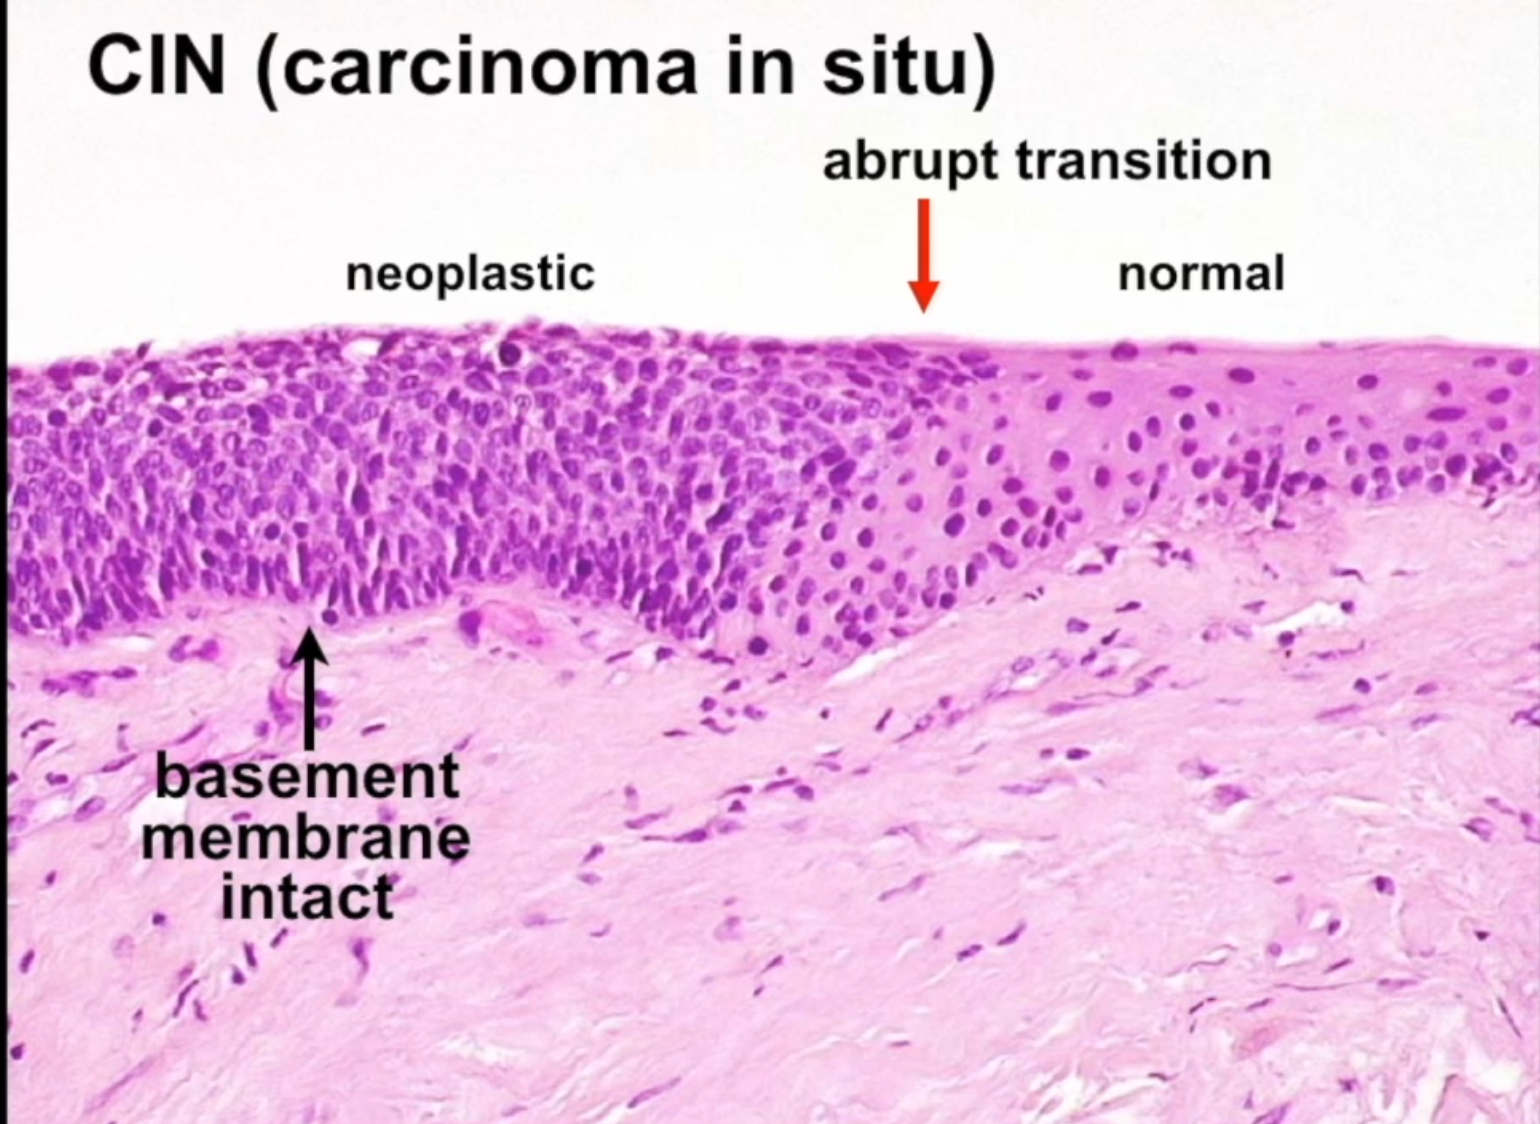 CIN (carcinoma in situ)
abrupt transition
neoplastic
normal
basement
membrane
intact